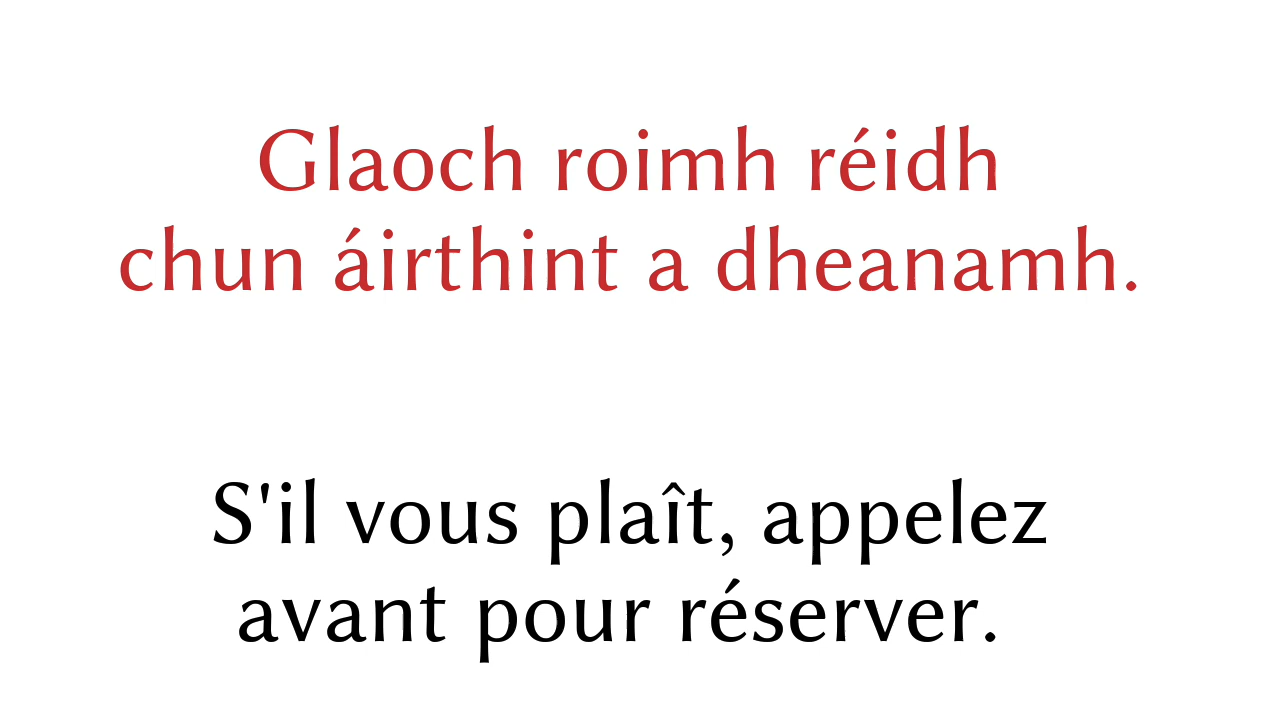 Glaoch roimh réidh
chun áirthint a dheanamh.
S'il vous plaît, appelez
avant pour réserver.